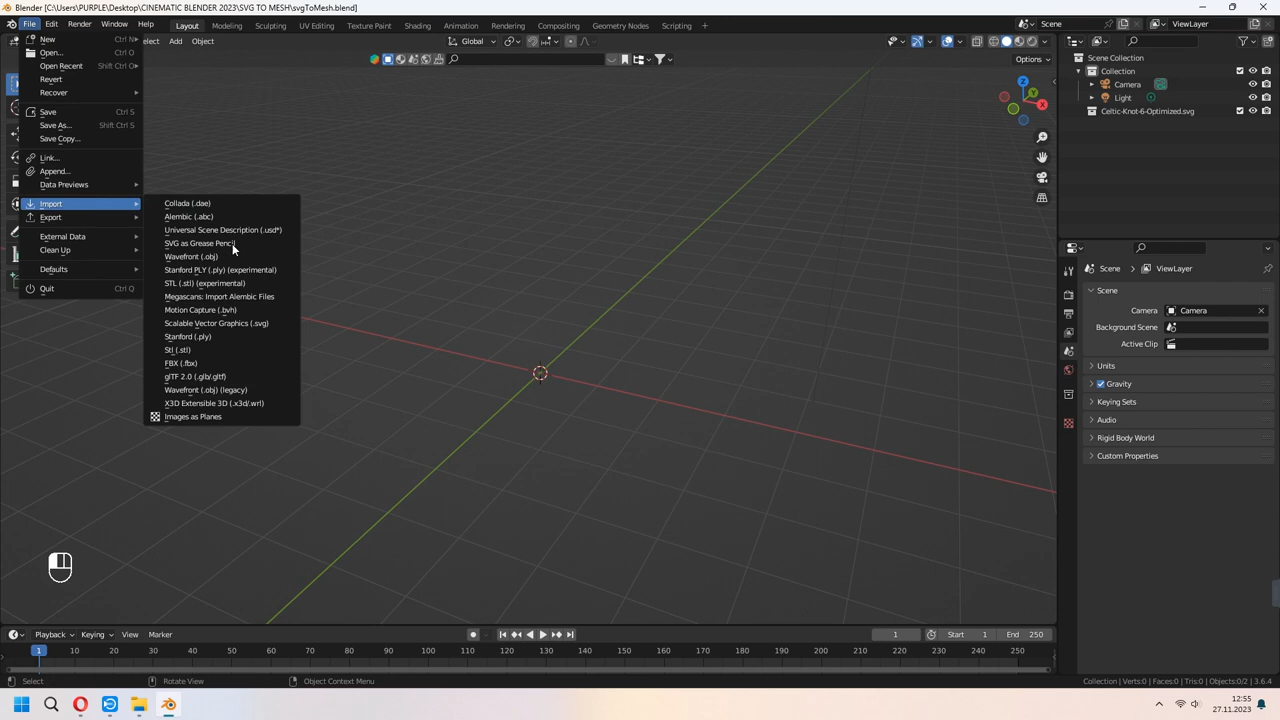 Blender [C:\Users\PURPLE\Desktop\CINEMATIC BLENDER 2023\SVG TO MESH\svgToMesh.blend]
File Edit Render Window Help Layout Modeling Sculpting UV Editing Texture Paint Shading Animation Rendering Compositing Geometry Nodes Scripting + Scene ViewLayer
elect Add Object Global
Options
New Ctrl N
Open... Ctrl O
Open Recent Shift Ctrl O
Revert
Recover
Save Ctrl S
Save As... Shift Ctrl S
Save Copy...
Link...
Append...
Data Previews
Import
Export
External Data
Clean Up
Defaults
Quit Ctrl Q
Collada (.dae)
Alembic (.abc)
Universal Scene Description (.usd*)
SVG as Grease Pencil
Wavefront (.obj)
Stanford PLY (.ply) (experimental)
STL (.stl) (experimental)
Megascans: Import Alembic Files
Motion Capture (.bvh)
Scalable Vector Graphics (.svg)
Stanford (.ply)
Stl (.stl)
FBX (.fbx)
glTF 2.0 (.glb/.gltf)
Wavefront (.obj) (legacy)
X3D Extensible 3D (.x3d/.wrl)
Images as Planes
Z
Y
X
Scene Collection
Collection
Camera
Light
Celtic-Knot-6-Optimized.svg
Scene ViewLayer
Scene
Camera Camera
Background Scene
Active Clip
Units
Gravity
Keying Sets
Audio
Rigid Body World
Custom Properties
Playback Keying View Marker 1 Start 1 End 250
1 10 20 30 40 50 60 70 80 90 100 110 120 130 140 150 160 170 180 190 200 210 220 230 240 250
Select Rotate View Object Context Menu Collection | Verts:0 | Faces:0 | Tris:0 | Objects:0/2 | 3.6.4
12:55
27.11.2023